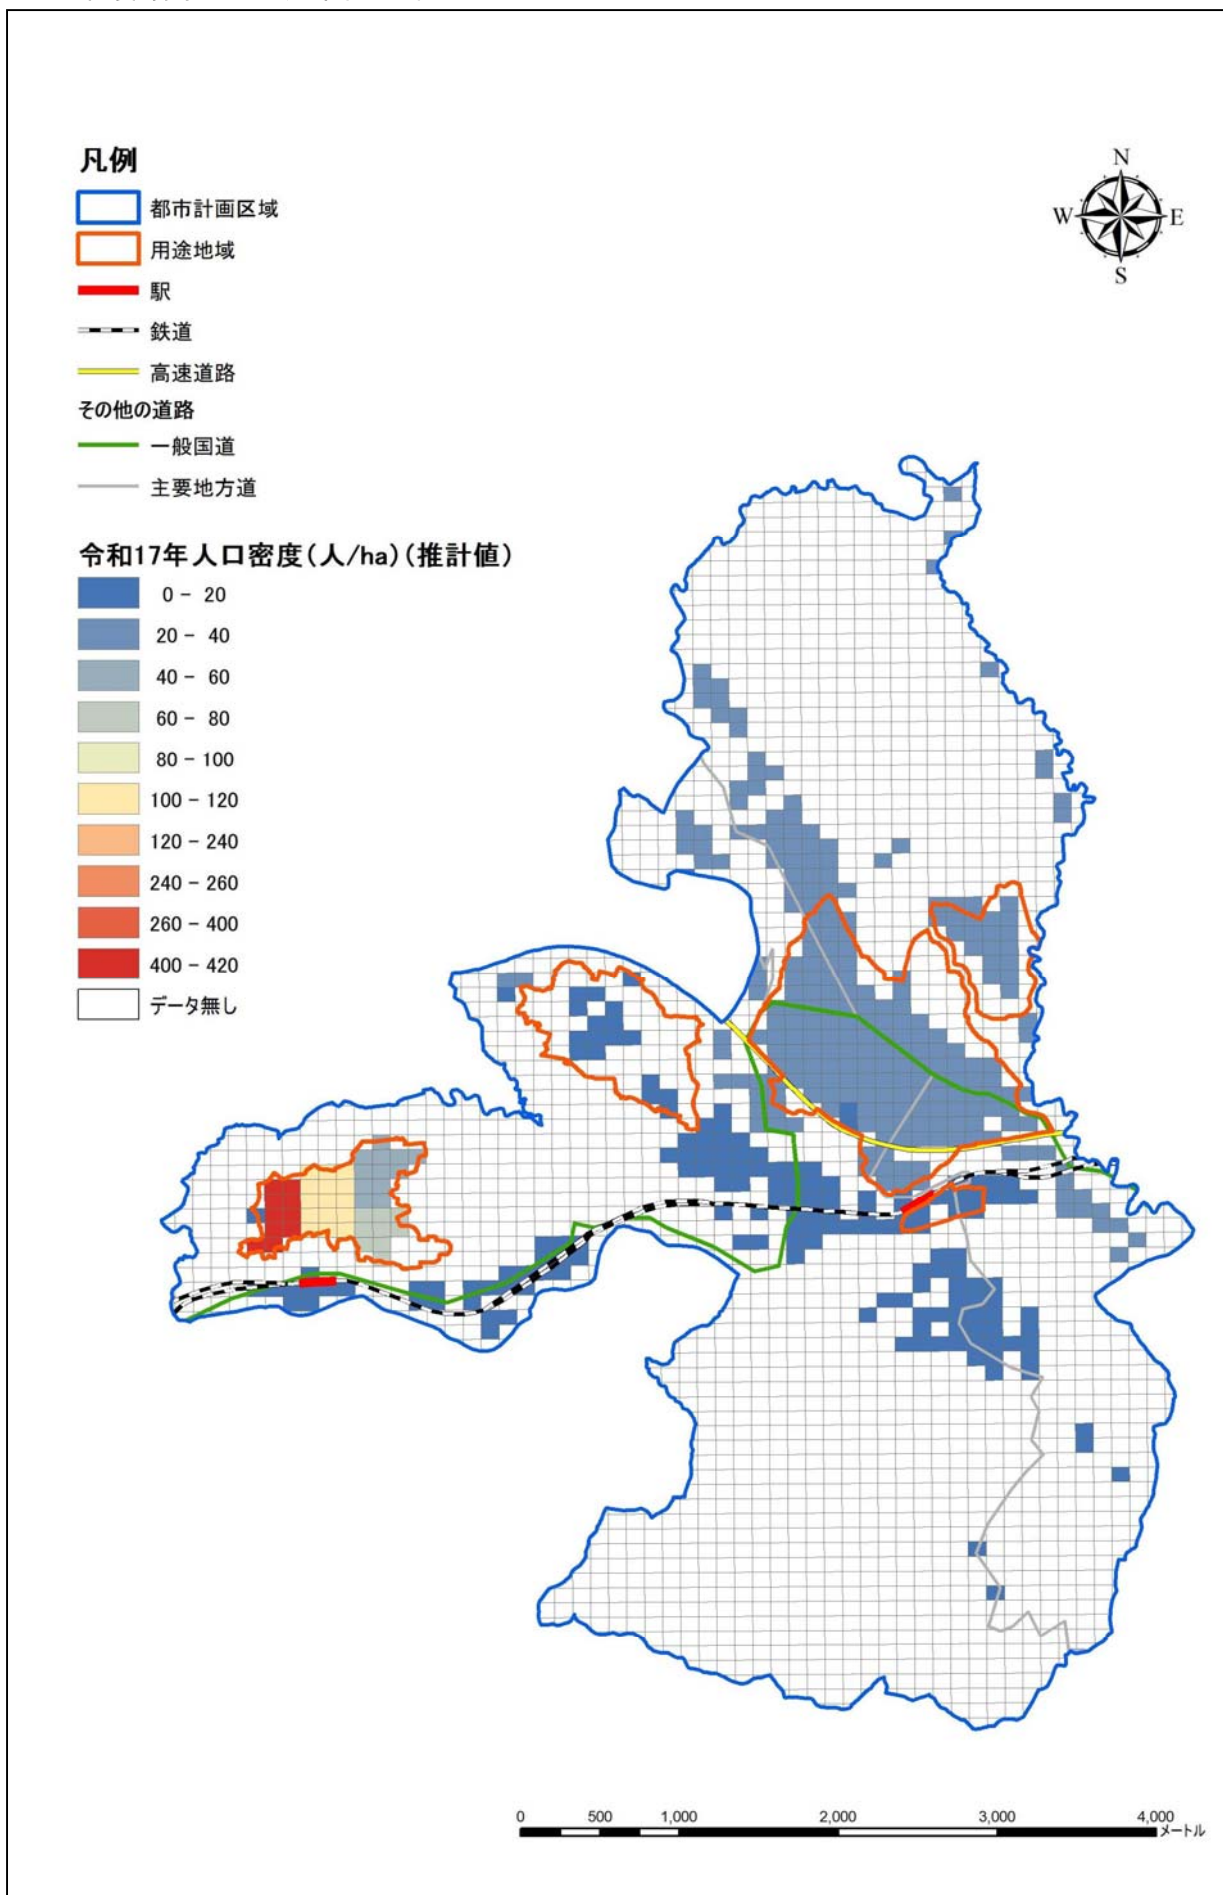 凡例
都市計画区域
用途地域
駅
鉄道
高速道路
その他の道路
一般国道
主要地方道
令和17年人口密度(人/ha)(推計値)
0 - 20
20 - 40
40 - 60
60 - 80
80 - 100
100 - 120
120 - 240
240 - 260
260 - 400
400 - 420
データ無し
N
W E
S
0 500 1,000 2,000 3,000 4,000
メートル